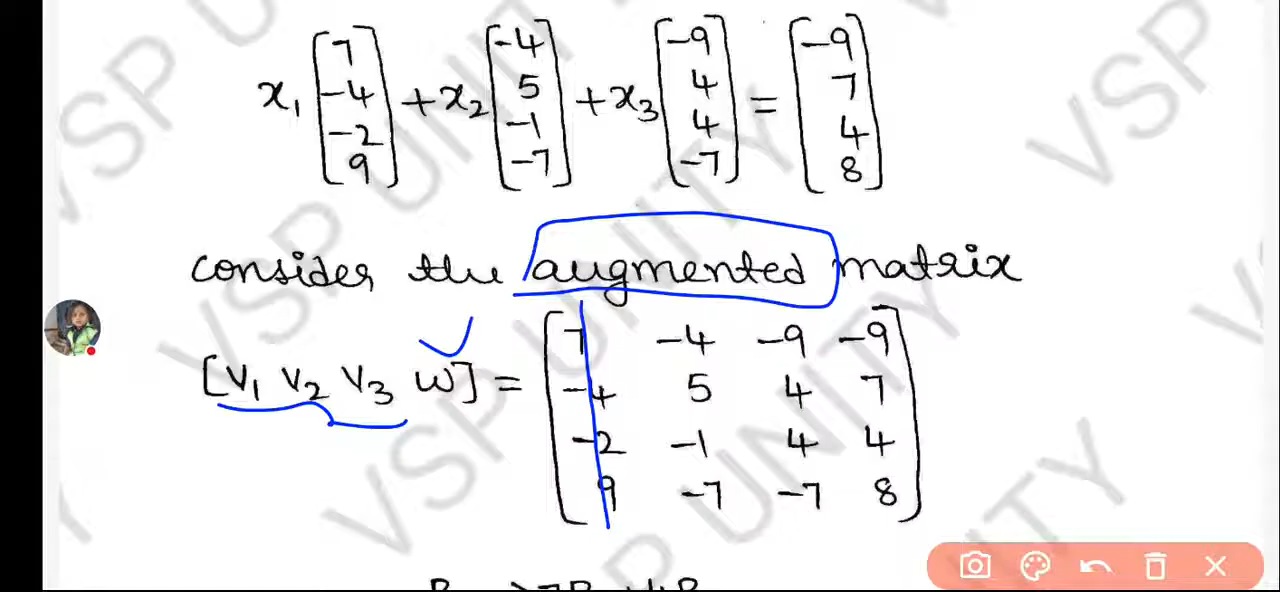 x₁ [7 -4 -2 9] + x₂ [-4 5 -1 -7] + x₃ [-9 4 4 -7] = [-9 7 4 8]
consider the augmented matrix
[v₁ v₂ v₃ w] = [7 -4 -9 -9
-4 5 4 7
-2 -1 4 4
9 -7 -7 8]
VSP UNITY